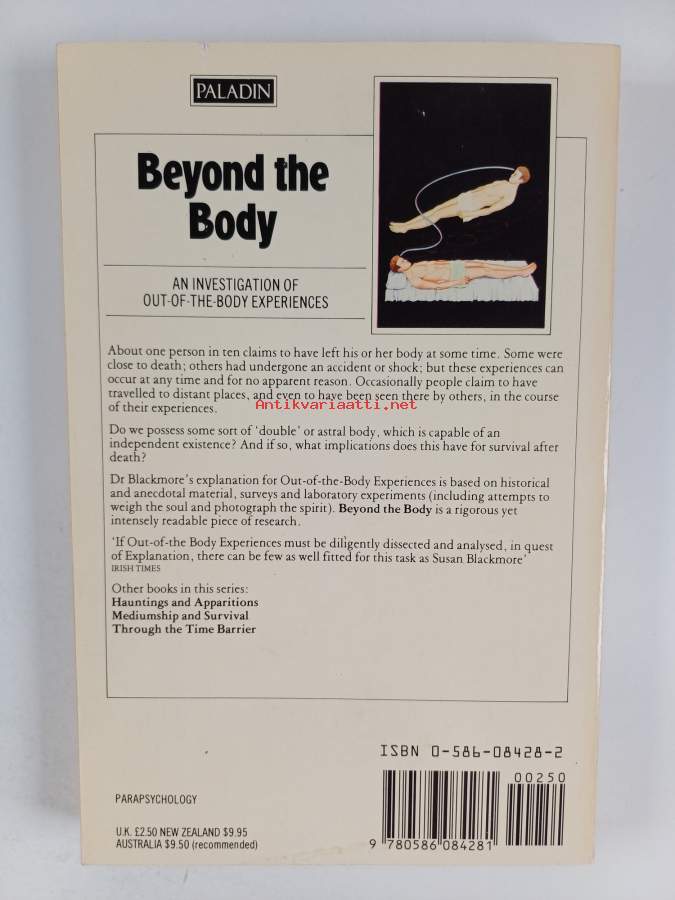 PALADIN
Beyond the
Body
AN INVESTIGATION OF
OUT-OF-THE-BODY EXPERIENCES
About one person in ten claims to have left his or her body at some time. Some were
close to death; others had undergone an accident or shock; but these experiences can
occur at any time and for no apparent reason. Occasionally people claim to have
travelled to distant places, and even to have been seen there by others, in the course
of their experiences.
Antikvariaatti.net
Do we possess some sort of ‘double’ or astral body, which is capable of an
independent existence? And if so, what implications does this have for survival after
death?
Dr Blackmore’s explanation for Out-of-the-Body Experiences is based on historical
and anecdotal material, surveys and laboratory experiments (including attempts to
weigh the soul and photograph the spirit). Beyond the Body is a rigorous yet
intensely readable piece of research.
‘If Out-of-the Body Experiences must be diligently dissected and analysed, in quest
of Explanation, there can be few as well fitted for this task as Susan Blackmore’
IRISH TIMES
Other books in this series:
Hauntings and Apparitions
Mediumship and Survival
Through the Time Barrier
ISBN 0-586-08428-2
00250
9 780586 084281
PARAPSYCHOLOGY
U.K. £2.50 NEW ZEALAND $9.95
AUSTRALIA $9.50 (recommended)